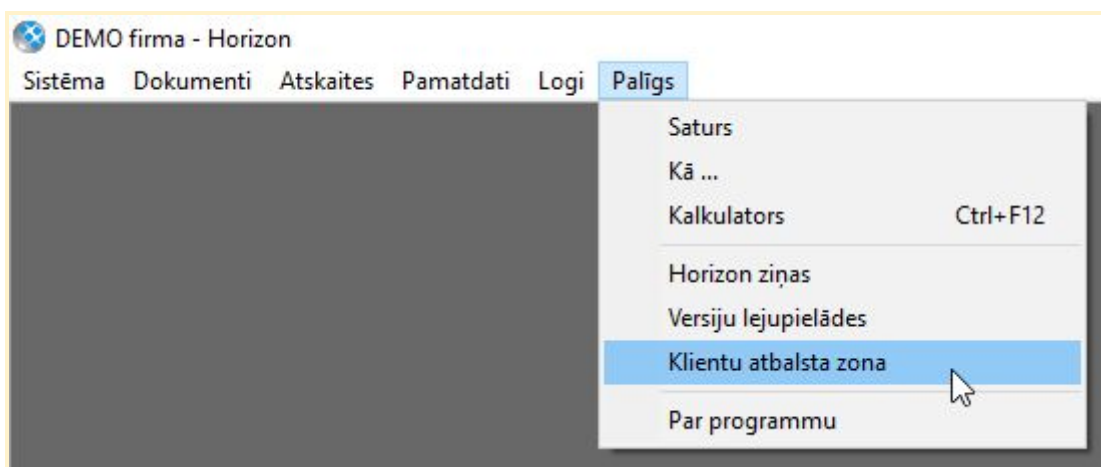 DEMO firma - Horizon
Sistēma Dokumenti Atskaites Pamatdati Logi Palīgs
Saturs
Kā ...
Kalkulators Ctrl+F12
Horizon ziņas
Versiju lejupielādes
Klientu atbalsta zona
Par programmu